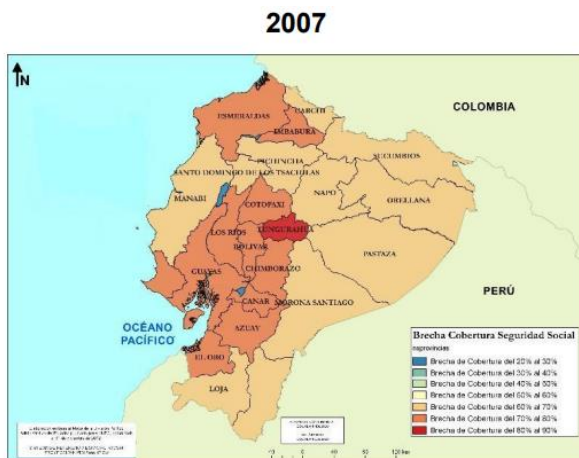 2007
N
COLOMBIA
ESMERALDAS
CARCHI
IMBABURA
SUCUMBIOS
PICHINCHA
SANTO DOMINGO DE LOS TSACHILAS
NAPO
ORELLANA
MANABI
COTOPAXI
LOS RIOS
TUNGURAHUA
BOLIVAR
PASTAZA
GUAYAS
CHIMBORAZO
PERÚ
CAÑAR
MORONA SANTIAGO
OCÉANO
PACÍFICO
AZUAY
EL ORO
LOJA
Brecha Cobertura Seguridad Social
nxprovincias
Brecha de Cobertura del 20% al 30%
Brecha de Cobertura del 30% al 40%
Brecha de Cobertura del 40% al 50%
Brecha de Cobertura del 60% al 60%
Brecha de Cobertura del 60% al 70%
Brecha de Cobertura del 70% al 80%
Brecha de Cobertura del 80% al 90%